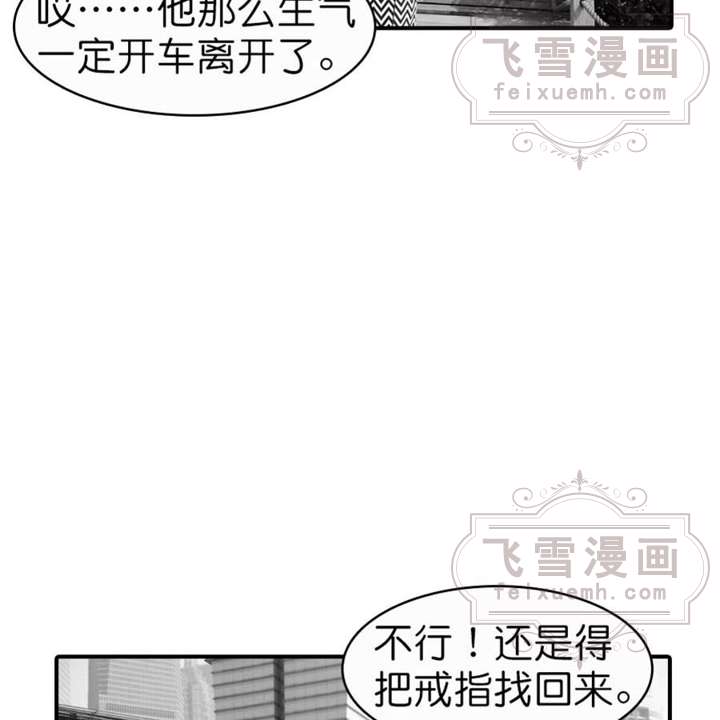 哎……他那么生气
一定开车离开了。
飞雪漫画
feixuemh.com
飞雪漫画
feixuemh.com
不行！还是得
把戒指找回来。